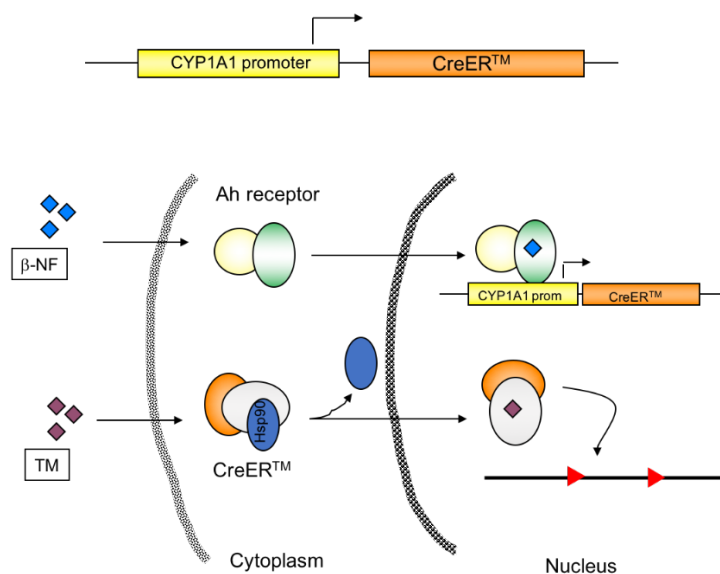 CYP1A1 promoter
CreER™
Ah receptor
β-NF
CYP1A1 prom
CreER™
Hsp90
TM
CreER™
Cytoplasm
Nucleus